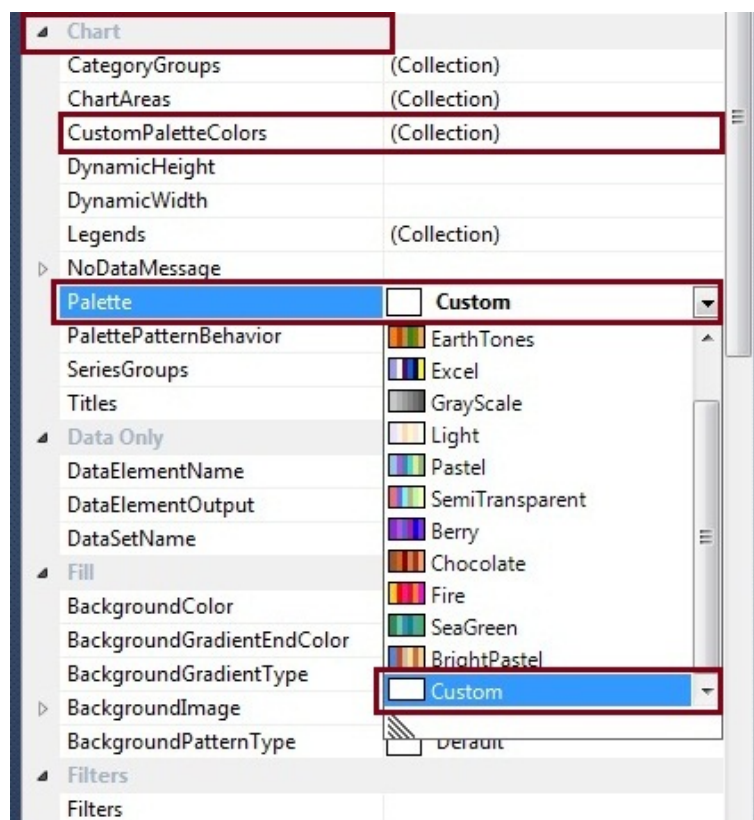 Chart
CategoryGroups (Collection)
ChartAreas (Collection)
CustomPaletteColors (Collection)
DynamicHeight
DynamicWidth
Legends (Collection)
NoDataMessage
Palette Custom
PalettePatternBehavior EarthTones
SeriesGroups Excel
Titles GrayScale
Data Only Light
DataElementName Pastel
DataElementOutput SemiTransparent
DataSetName Berry
Fill Chocolate
BackgroundColor Fire
BackgroundGradientEndColor SeaGreen
BackgroundGradientType BrightPastel
BackgroundImage Custom
BackgroundPatternType Default
Filters
Filters